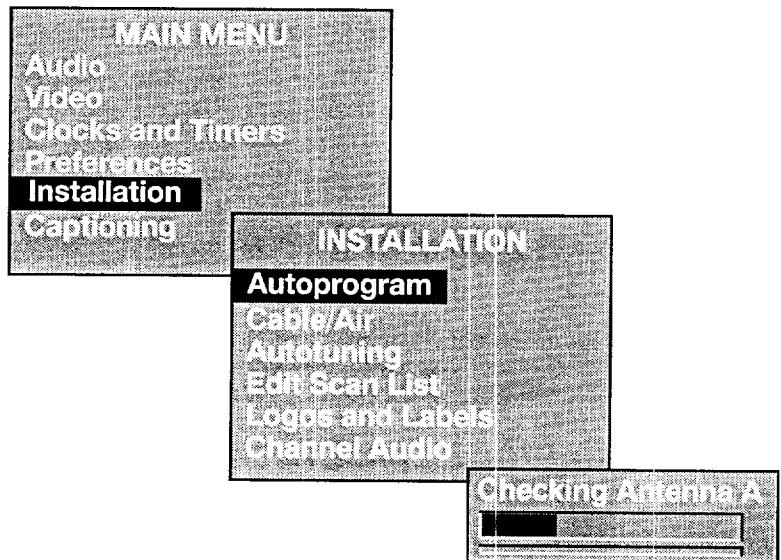 MAIN MENU
Audio
Video
Clocks and Timers
Preferences
Installation
Captioning
INSTALLATION
Autoprogram
Cable/Air
Autotuning
Edit Scan List
Logos and Labels
Channel Audio
Checking Antenna A